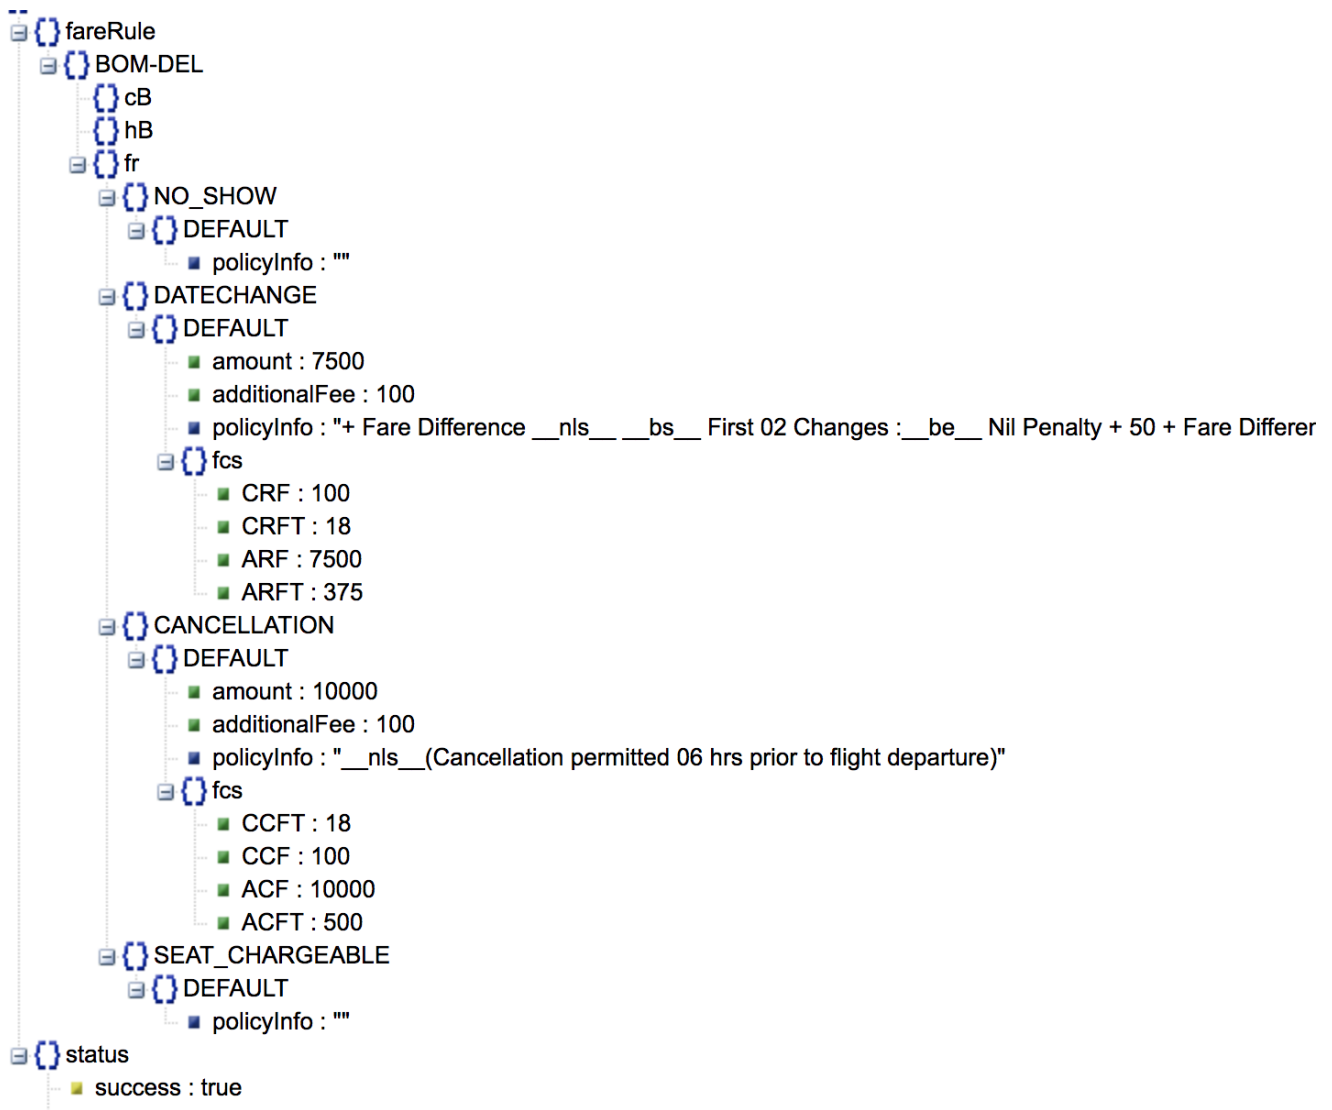 fareRule
BOM-DEL
cB
hB
fr
NO_SHOW
DEFAULT
policyInfo : ""
DATECHANGE
DEFAULT
amount : 7500
additionalFee : 100
policyInfo : "+ Fare Difference __nls__ __bs__ First 02 Changes :__be__ Nil Penalty + 50 + Fare Differer
fcs
CRF : 100
CRFT : 18
ARF : 7500
ARFT : 375
CANCELLATION
DEFAULT
amount : 10000
additionalFee : 100
policyInfo : "__nls__(Cancellation permitted 06 hrs prior to flight departure)"
fcs
CCFT : 18
CCF : 100
ACF : 10000
ACFT : 500
SEAT_CHARGEABLE
DEFAULT
policyInfo : ""
status
success : true